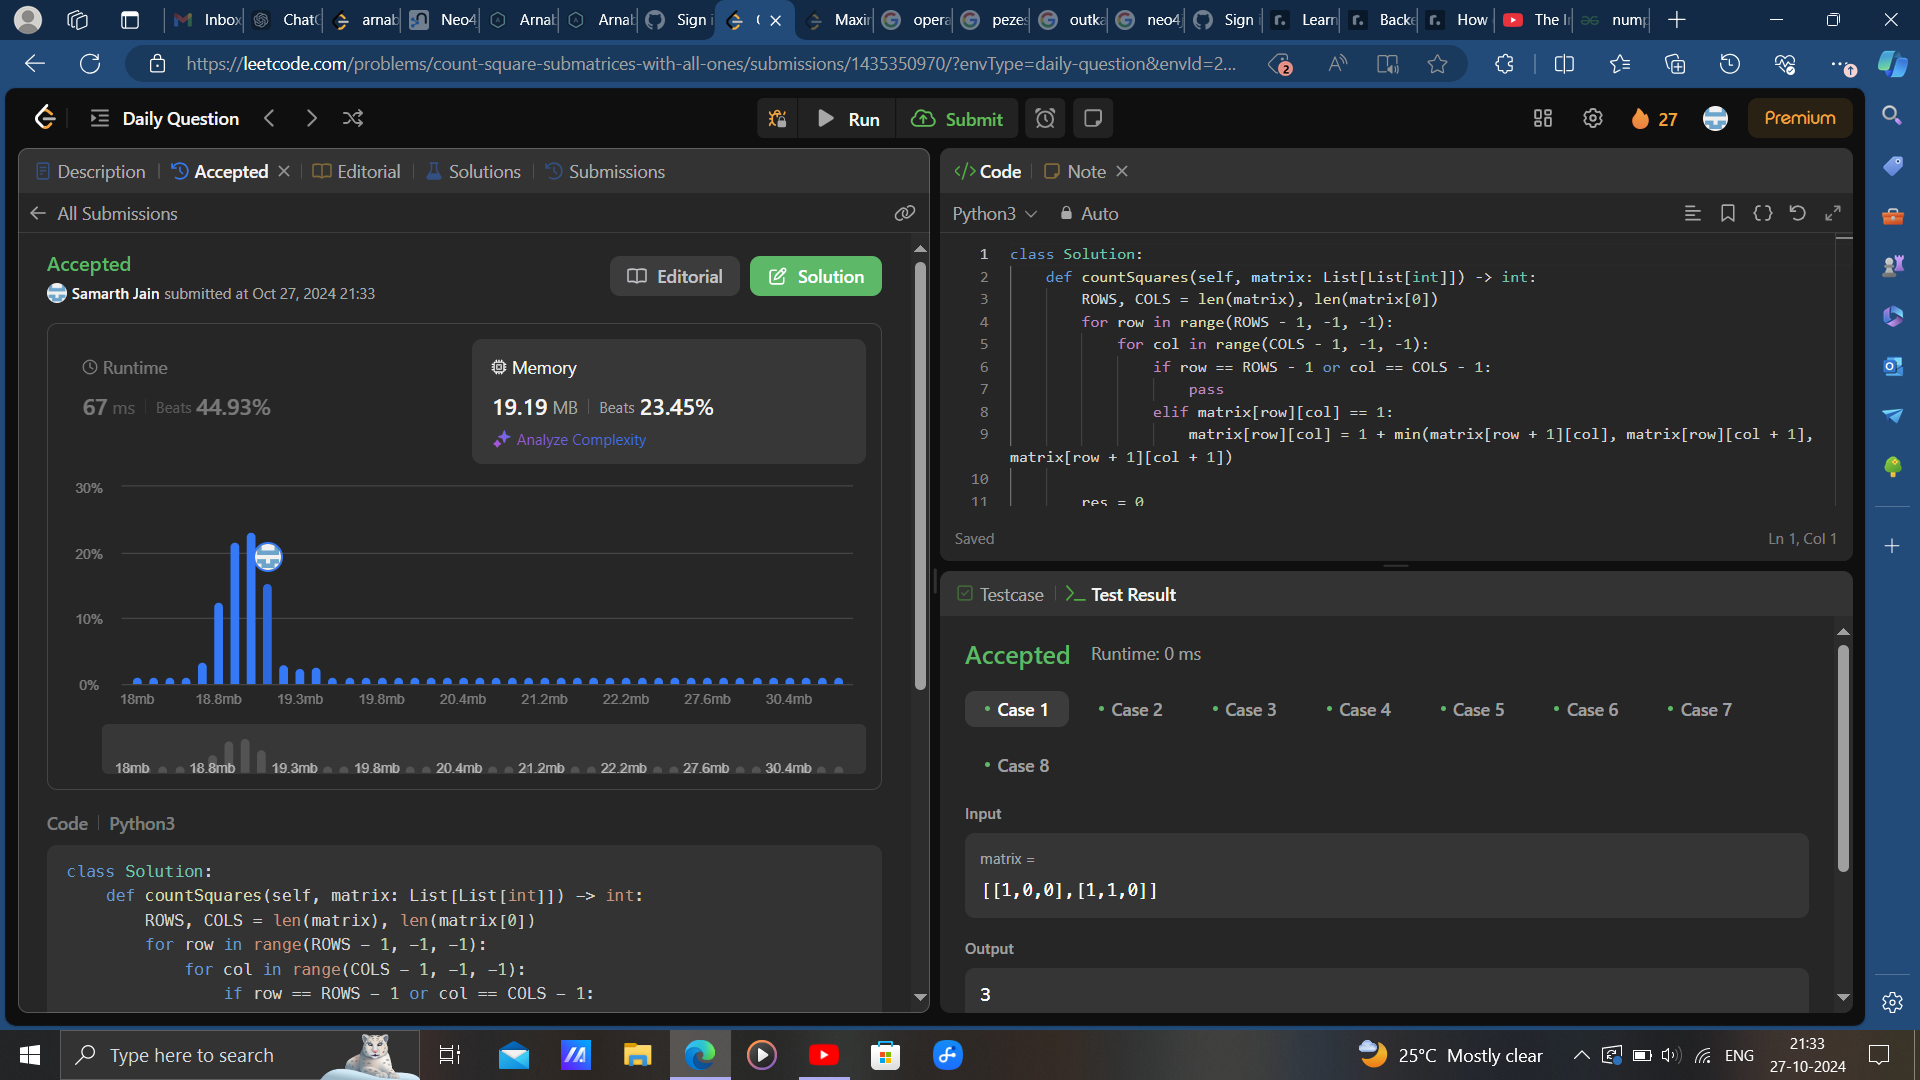 Inbox
ChatG
arnab
Neo4
Arnab
Arnab
Sign i
Maxin
opera
pezes
outka
neo4j
Sign
Learn
Backe
How
The In
nump
https://leetcode.com/problems/count-square-submatrices-with-all-ones/submissions/1435350970/?envType=daily-question&envId=2...
2
Daily Question
Run
Submit
27
Premium
Description
Accepted
Editorial
Solutions
Submissions
All Submissions
Accepted
Samarth Jain submitted at Oct 27, 2024 21:33
Editorial
Solution
Runtime
67 ms
Beats 44.93%
Memory
19.19 MB
Beats 23.45%
Analyze Complexity
30%
20%
10%
0%
18mb 18.8mb 19.3mb 19.8mb 20.4mb 21.2mb 22.2mb 27.6mb 30.4mb
18mb 18.8mb 19.3mb 19.8mb 20.4mb 21.2mb 22.2mb 27.6mb 30.4mb
Code
Python3
class Solution:
def countSquares(self, matrix: List[List[int]]) -> int:
ROWS, COLS = len(matrix), len(matrix[0])
for row in range(ROWS - 1, -1, -1):
for col in range(COLS - 1, -1, -1):
if row == ROWS - 1 or col == COLS - 1:
Code
Note
Python3
Auto
1 class Solution:
2 def countSquares(self, matrix: List[List[int]]) -> int:
3 ROWS, COLS = len(matrix), len(matrix[0])
4 for row in range(ROWS - 1, -1, -1):
5 for col in range(COLS - 1, -1, -1):
6 if row == ROWS - 1 or col == COLS - 1:
7 pass
8 elif matrix[row][col] == 1:
9 matrix[row][col] = 1 + min(matrix[row + 1][col], matrix[row][col + 1],
matrix[row + 1][col + 1])
10
11 res = 0
Saved
Ln 1, Col 1
Testcase
Test Result
Accepted
Runtime: 0 ms
Case 1
Case 2
Case 3
Case 4
Case 5
Case 6
Case 7
Case 8
Input
matrix =
[[1,0,0],[1,1,0]]
Output
3
Type here to search
25°C Mostly clear
ENG
21:33
27-10-2024